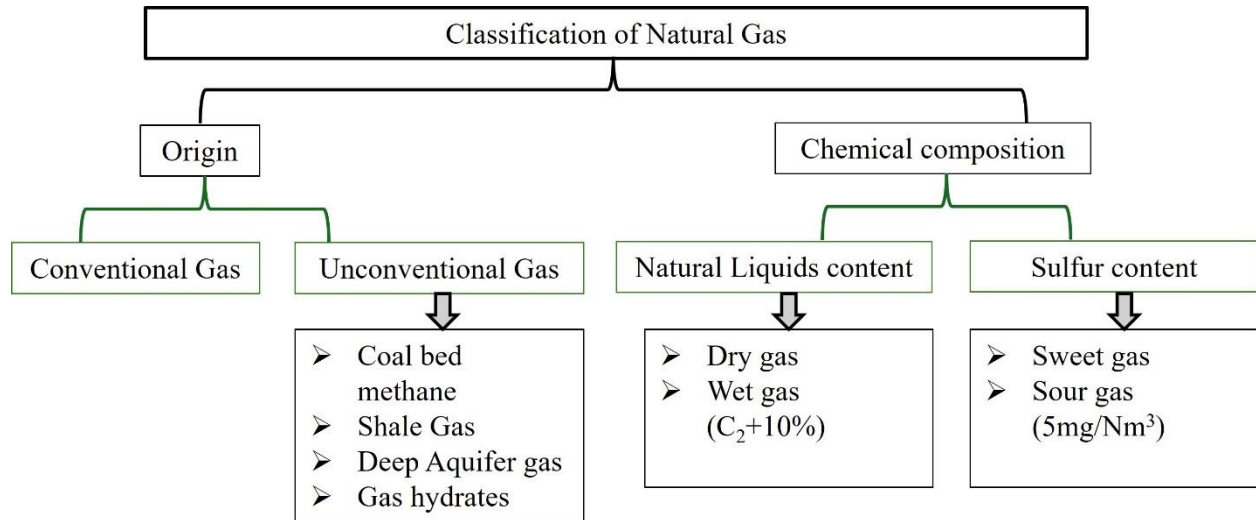 Classification of Natural Gas
Origin
Chemical composition
Conventional Gas
Unconventional Gas
Natural Liquids content
Sulfur content
➢ Coal bed
methane
➢ Shale Gas
➢ Deep Aquifer gas
➢ Gas hydrates
➢ Dry gas
➢ Wet gas
(C₂+10%)
➢ Sweet gas
➢ Sour gas
(5mg/Nm³)